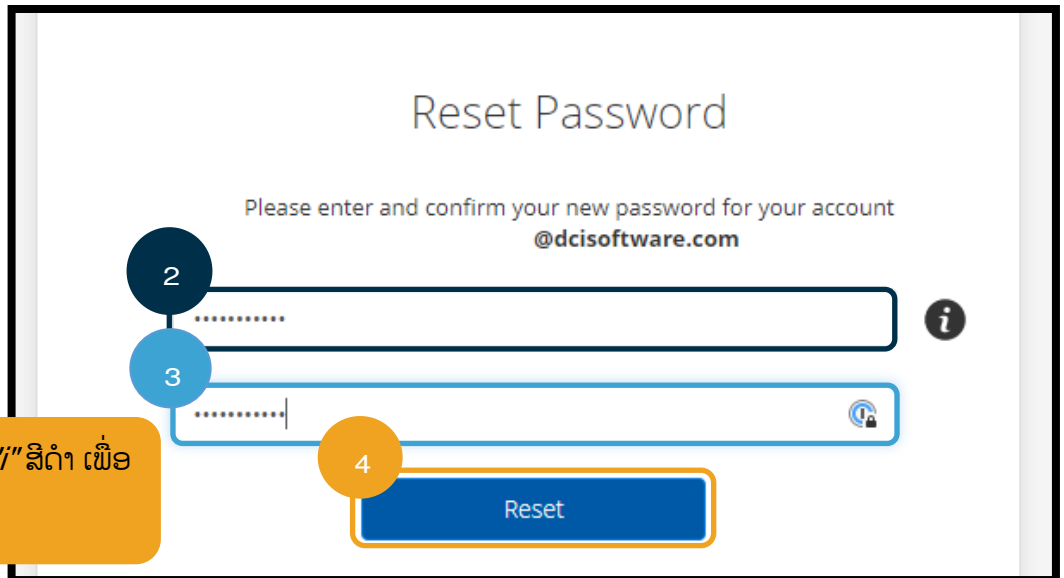 Reset Password
Please enter and confirm your new password for your account
@dcisoftware.com
2
•••••••••••
i
3
•••••••••••
"i" ສີດຳ ເພື່ອ
4
Reset